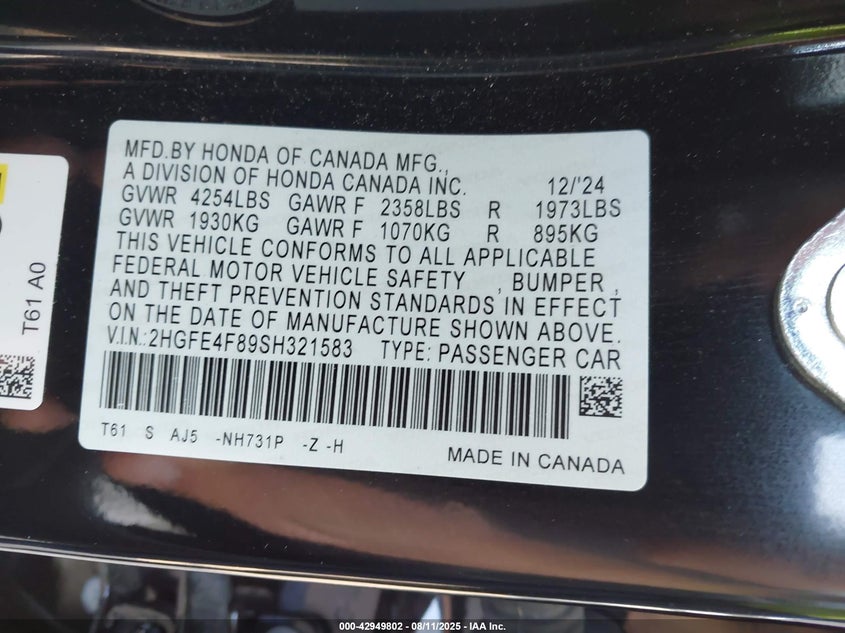 MFD.BY HONDA OF CANADA MFG.,
A DIVISION OF HONDA CANADA INC. 12/'24
GVWR 4254LBS GAWR F 2358LBS R 1973LBS
GVWR 1930KG GAWR F 1070KG R 895KG
THIS VEHICLE CONFORMS TO ALL APPLICABLE
FEDERAL MOTOR VEHICLE SAFETY , BUMPER ,
AND THEFT PREVENTION STANDARDS IN EFFECT
ON THE DATE OF MANUFACTURE SHOWN ABOVE.
V.I.N.:2HGFE4F89SH321583 TYPE: PASSENGER CAR
T61 S AJ5 -NH731P -Z -H
MADE IN CANADA
T61 A0
000-42949802 - 08/11/2025 - IAA Inc.